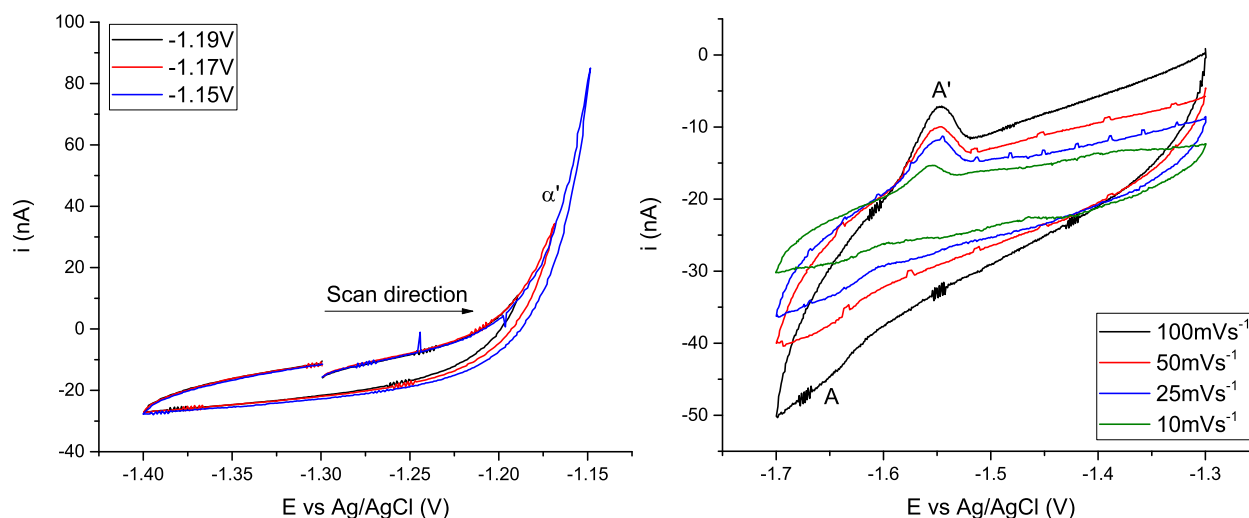 100
80
60
40
20
0
-20
-40
i (nA)
-1.19V
-1.17V
-1.15V
α'
Scan direction
-1.40
-1.35
-1.30
-1.25
-1.20
-1.15
E vs Ag/AgCl (V)
0
-10
-20
-30
-40
-50
i (nA)
A'
A
100mVs⁻¹
50mVs⁻¹
25mVs⁻¹
10mVs⁻¹
-1.7
-1.6
-1.5
-1.4
-1.3
E vs Ag/AgCl (V)